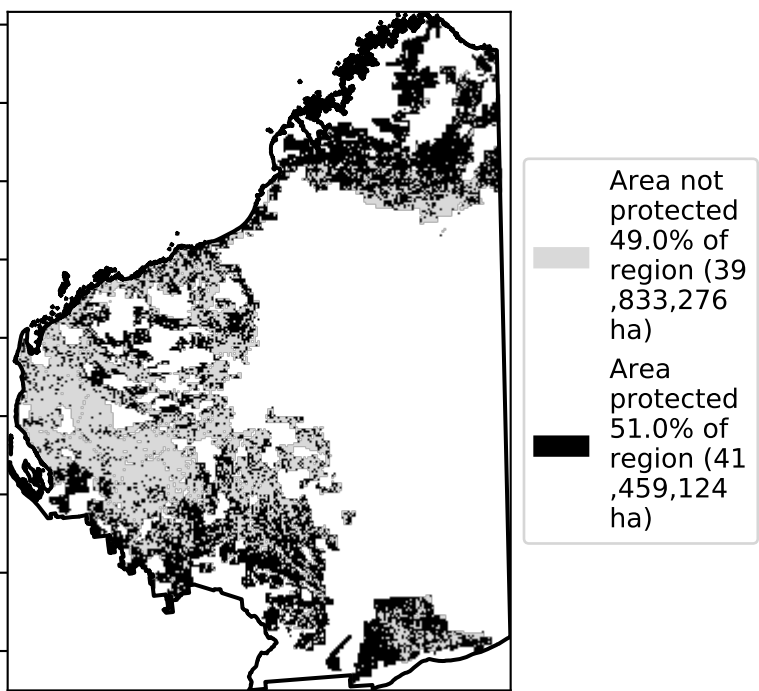 Area not
protected
49.0% of
region (39
,833,276
ha)
Area
protected
51.0% of
region (41
,459,124
ha)